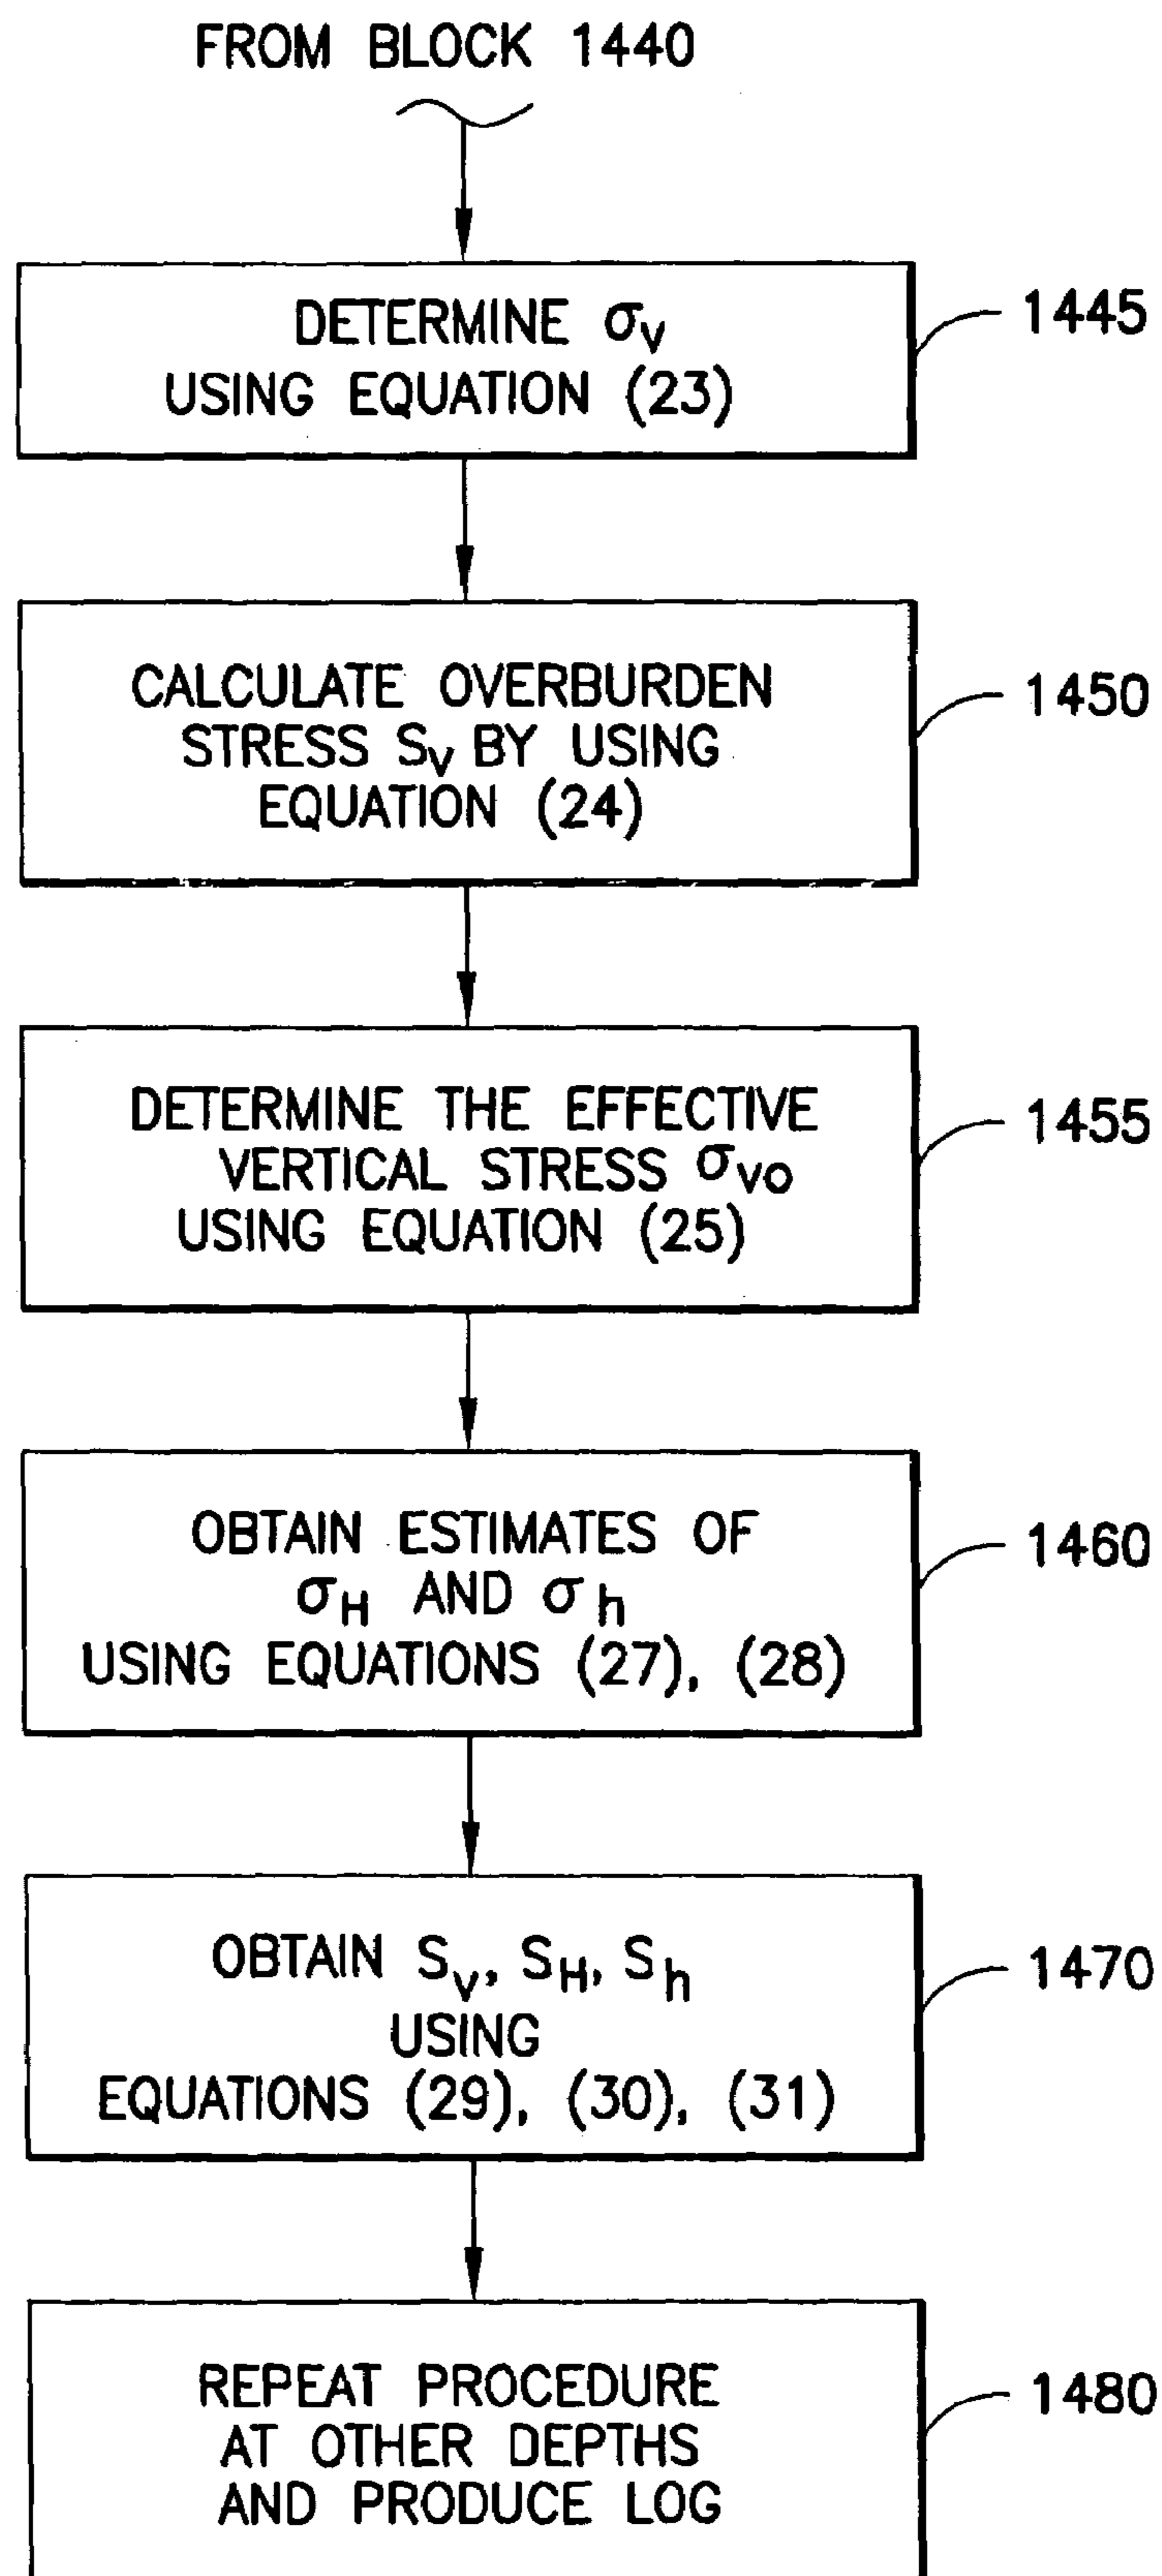 FROM BLOCK 1440
DETERMINE σV
USING EQUATION (23)
1445
CALCULATE OVERBURDEN
STRESS SV BY USING
EQUATION (24)
1450
DETERMINE THE EFFECTIVE
VERTICAL STRESS σVO
USING EQUATION (25)
1455
OBTAIN ESTIMATES OF
σH AND σh
USING EQUATIONS (27), (28)
1460
OBTAIN SV, SH, Sh
USING
EQUATIONS (29), (30), (31)
1470
REPEAT PROCEDURE
AT OTHER DEPTHS
AND PRODUCE LOG
1480